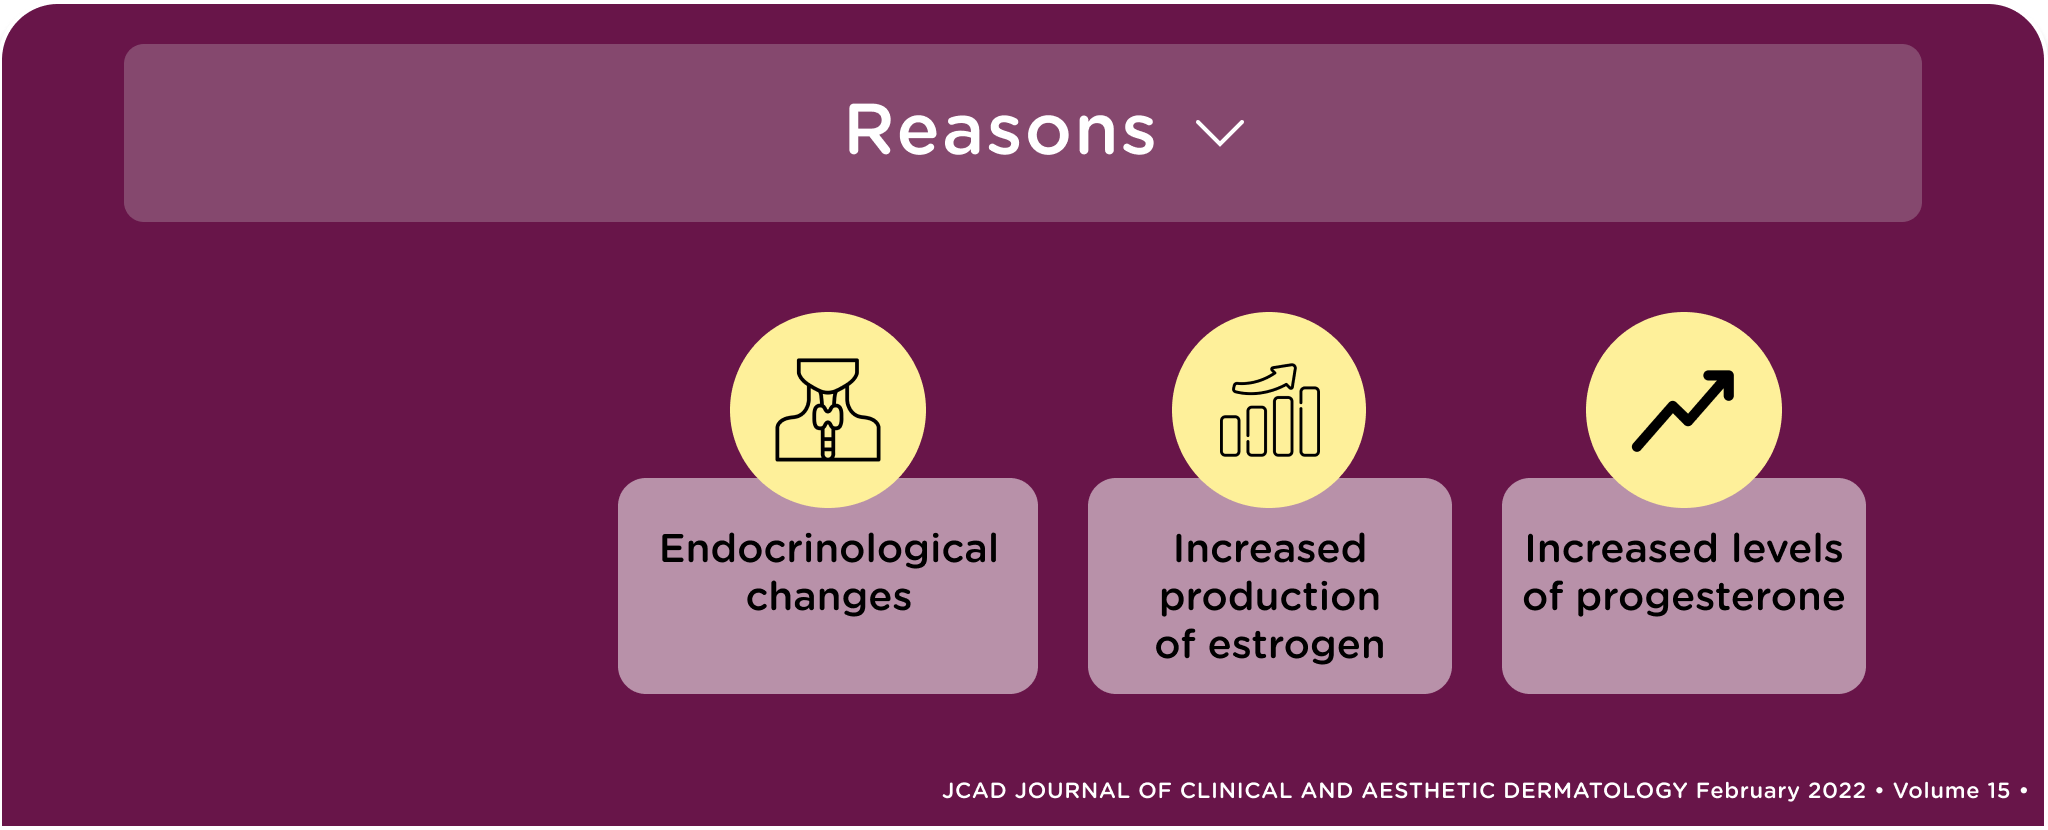 Reasons
Endocrinological
changes
Increased
production
of estrogen
Increased levels
of progesterone
JCAD JOURNAL OF CLINICAL AND AESTHETIC DERMATOLOGY February 2022 • Volume 15 •